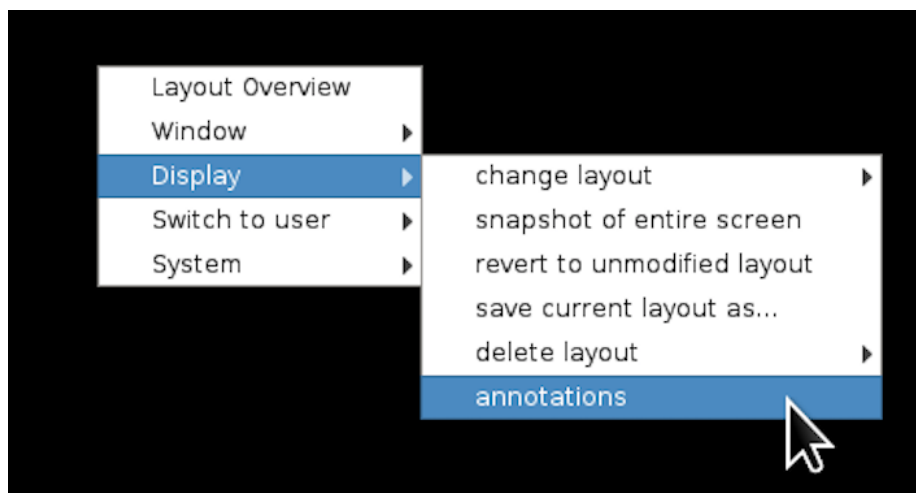 Layout Overview
Window
Display
Switch to user
System
change layout
snapshot of entire screen
revert to unmodified layout
save current layout as...
delete layout
annotations